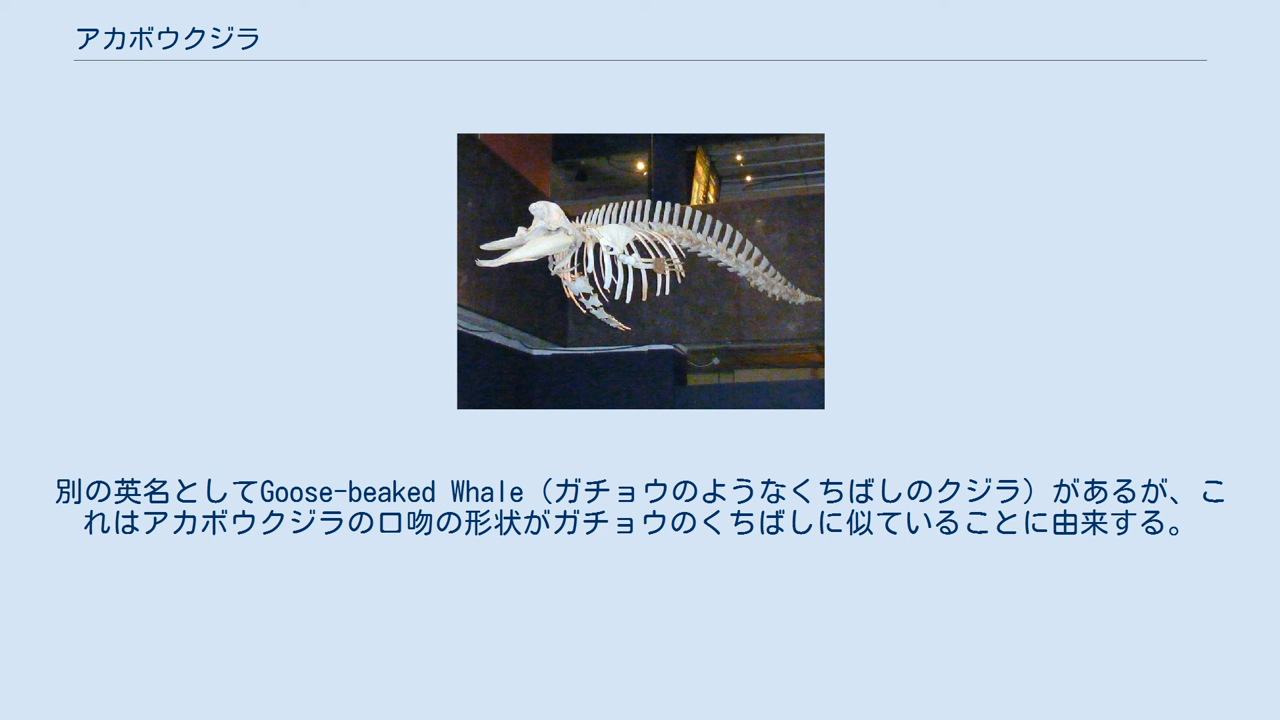 アカボウクジラ
別の英名としてGoose-beaked Whale（ガチョウのようなくちばしのクジラ）があるが、こ
れはアカボウクジラの口吻の形状がガチョウのくちばしに似ていることに由来する。